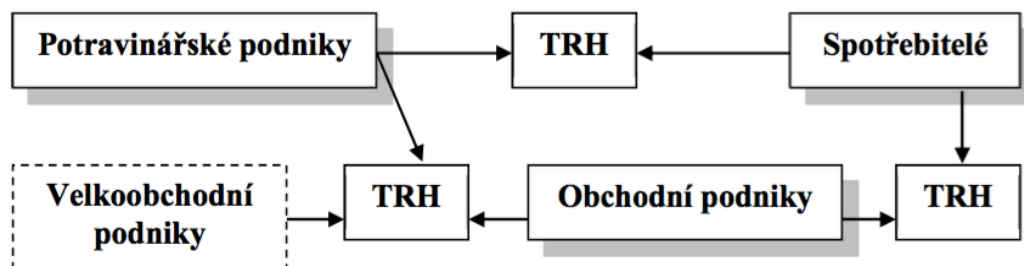 Potravinářské podniky
TRH
Spotřebitelé
Velkoobchodní
podniky
TRH
Obchodní podniky
TRH